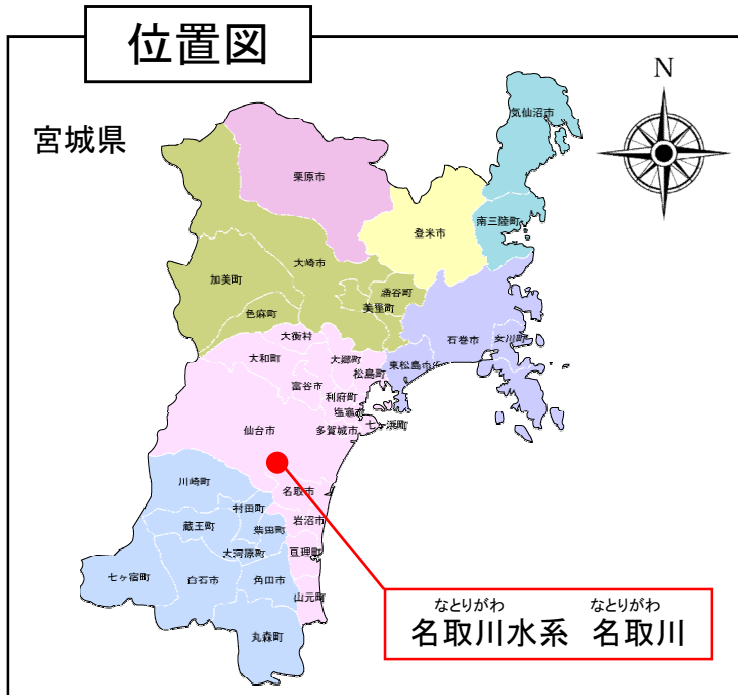 位置図
N
宮城県
気仙沼市
栗原市
南三陸町
登米市
大崎市
加美町
涌谷町
美里町
色麻町
大衡村
石巻市
女川町
大和町
大郷町
東松島市
松島町
富谷市
利府町
塩竈市
七ヶ浜町
仙台市
多賀城市
川崎町
名取市
村田町
岩沼市
蔵王町
柴田町
大河原町
亘理町
七ヶ宿町
白石市
角田市
山元町
丸森町
なとりがわ なとりがわ
名取川水系 名取川